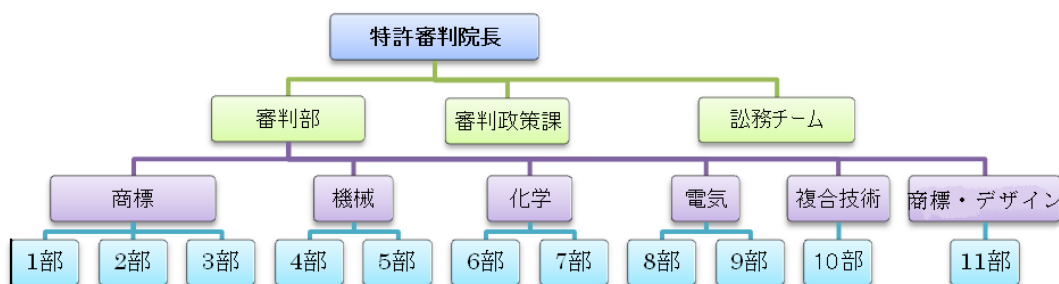 特許審判院長
審判部 審判政策課 訟務チーム
商標 機械 化学 電気 複合技術 商標・デザイン
1部 2部 3部 4部 5部 6部 7部 8部 9部 10部 11部